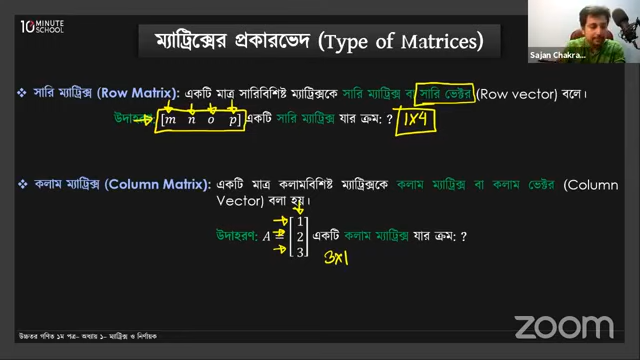 10 MINUTE SCHOOL
ম্যাট্রিক্সের প্রকারভেদ (Type of Matrices)
Sajan Chakra...
❖ সারি ম্যাট্রিক্স (Row Matrix): একটি মাত্র সারিবিশিষ্ট ম্যাট্রিক্সকে সারি ম্যাট্রিক্স বা সারি ভেক্টর (Row vector) বলে।
উদাহরণ: [m n o p] একটি সারি ম্যাট্রিক্স যার ক্রম: ? 1×4
❖ কলাম ম্যাট্রিক্স (Column Matrix): একটি মাত্র কলামবিশিষ্ট ম্যাট্রিক্সকে কলাম ম্যাট্রিক্স বা কলাম ভেক্টর (Column
Vector) বলা হয়।
1
উদাহরণ: A = 2 একটি কলাম ম্যাট্রিক্স যার ক্রম: ?
3
3×1
zoom
উচ্চতর গণিত ১ম পত্র- অধ্যায় ১- ম্যাট্রিক্স ও নির্ণায়ক